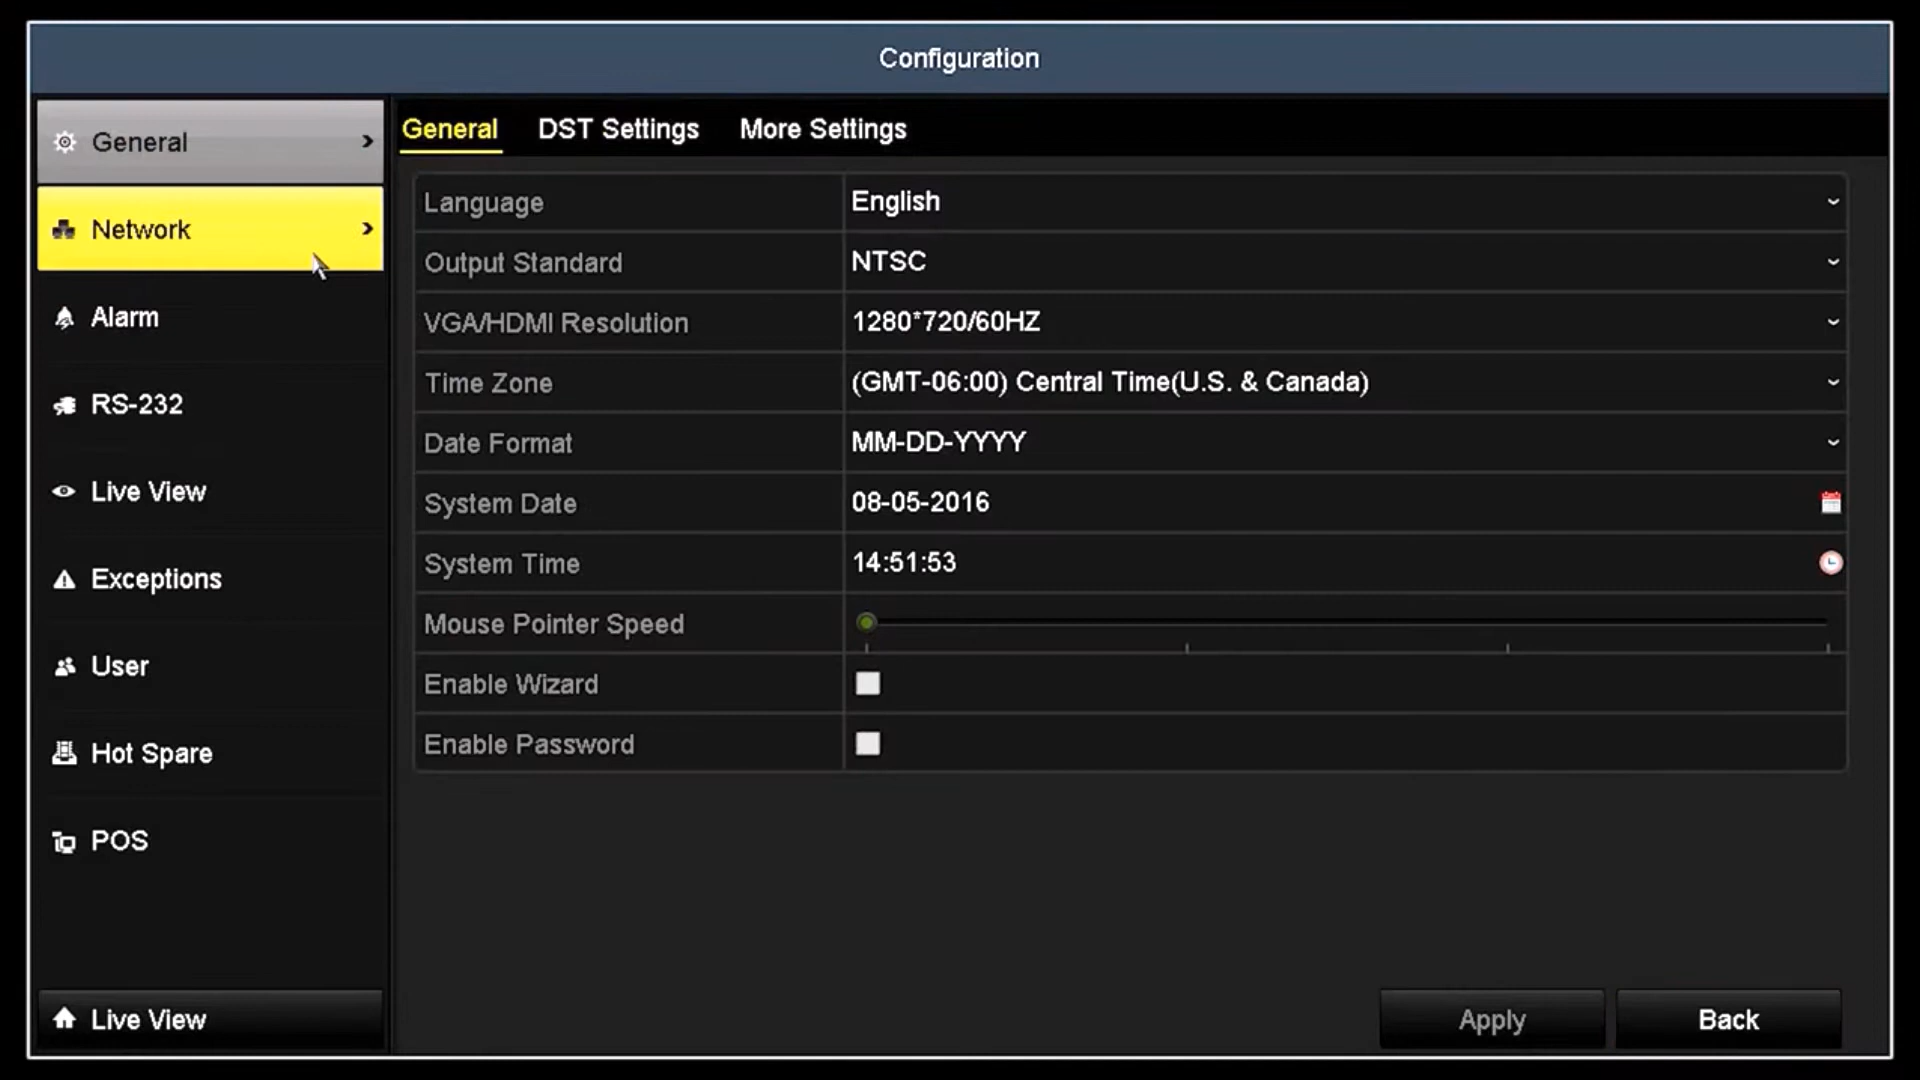 Configuration
General
Network
Alarm
RS-232
Live View
Exceptions
User
Hot Spare
POS
Live View
General DST Settings More Settings
Language English
Output Standard NTSC
VGA/HDMI Resolution 1280*720/60HZ
Time Zone (GMT-06:00) Central Time(U.S. & Canada)
Date Format MM-DD-YYYY
System Date 08-05-2016
System Time 14:51:53
Mouse Pointer Speed
Enable Wizard
Enable Password
Apply Back